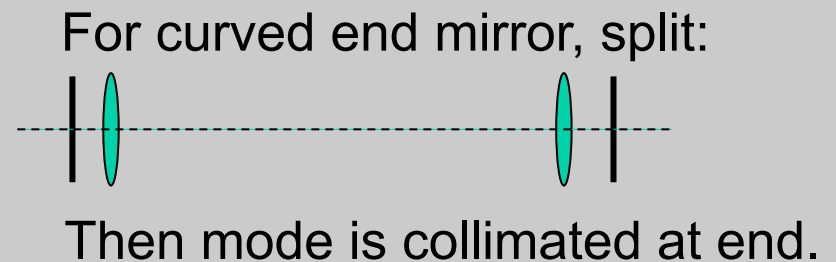 For curved end mirror, split:
Then mode is collimated at end.